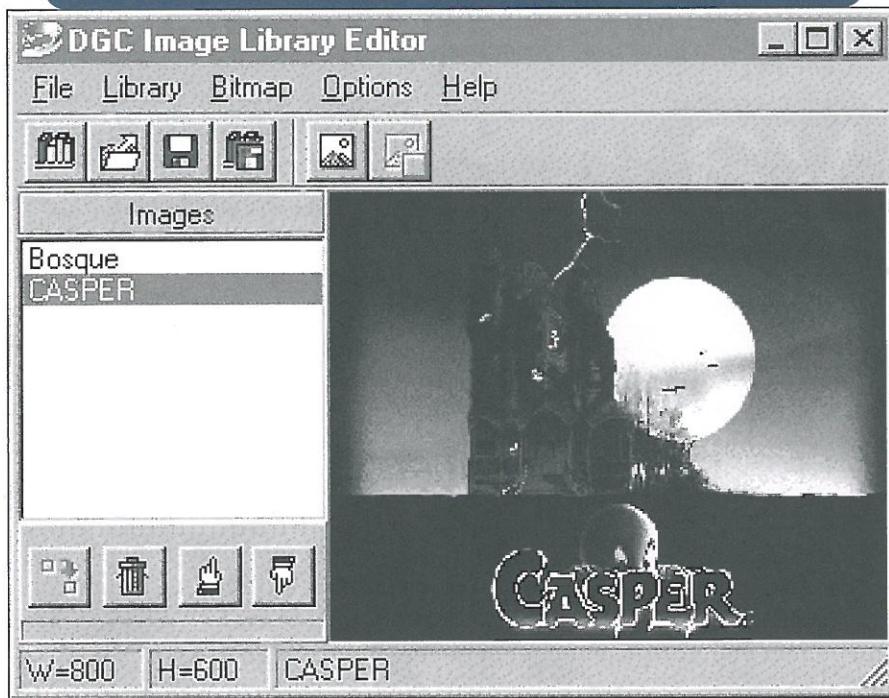 DGC Image Library Editor
File Library Bitmap Options Help
Images
Bosque
CASPER
CASPER
W=800 H=600 CASPER